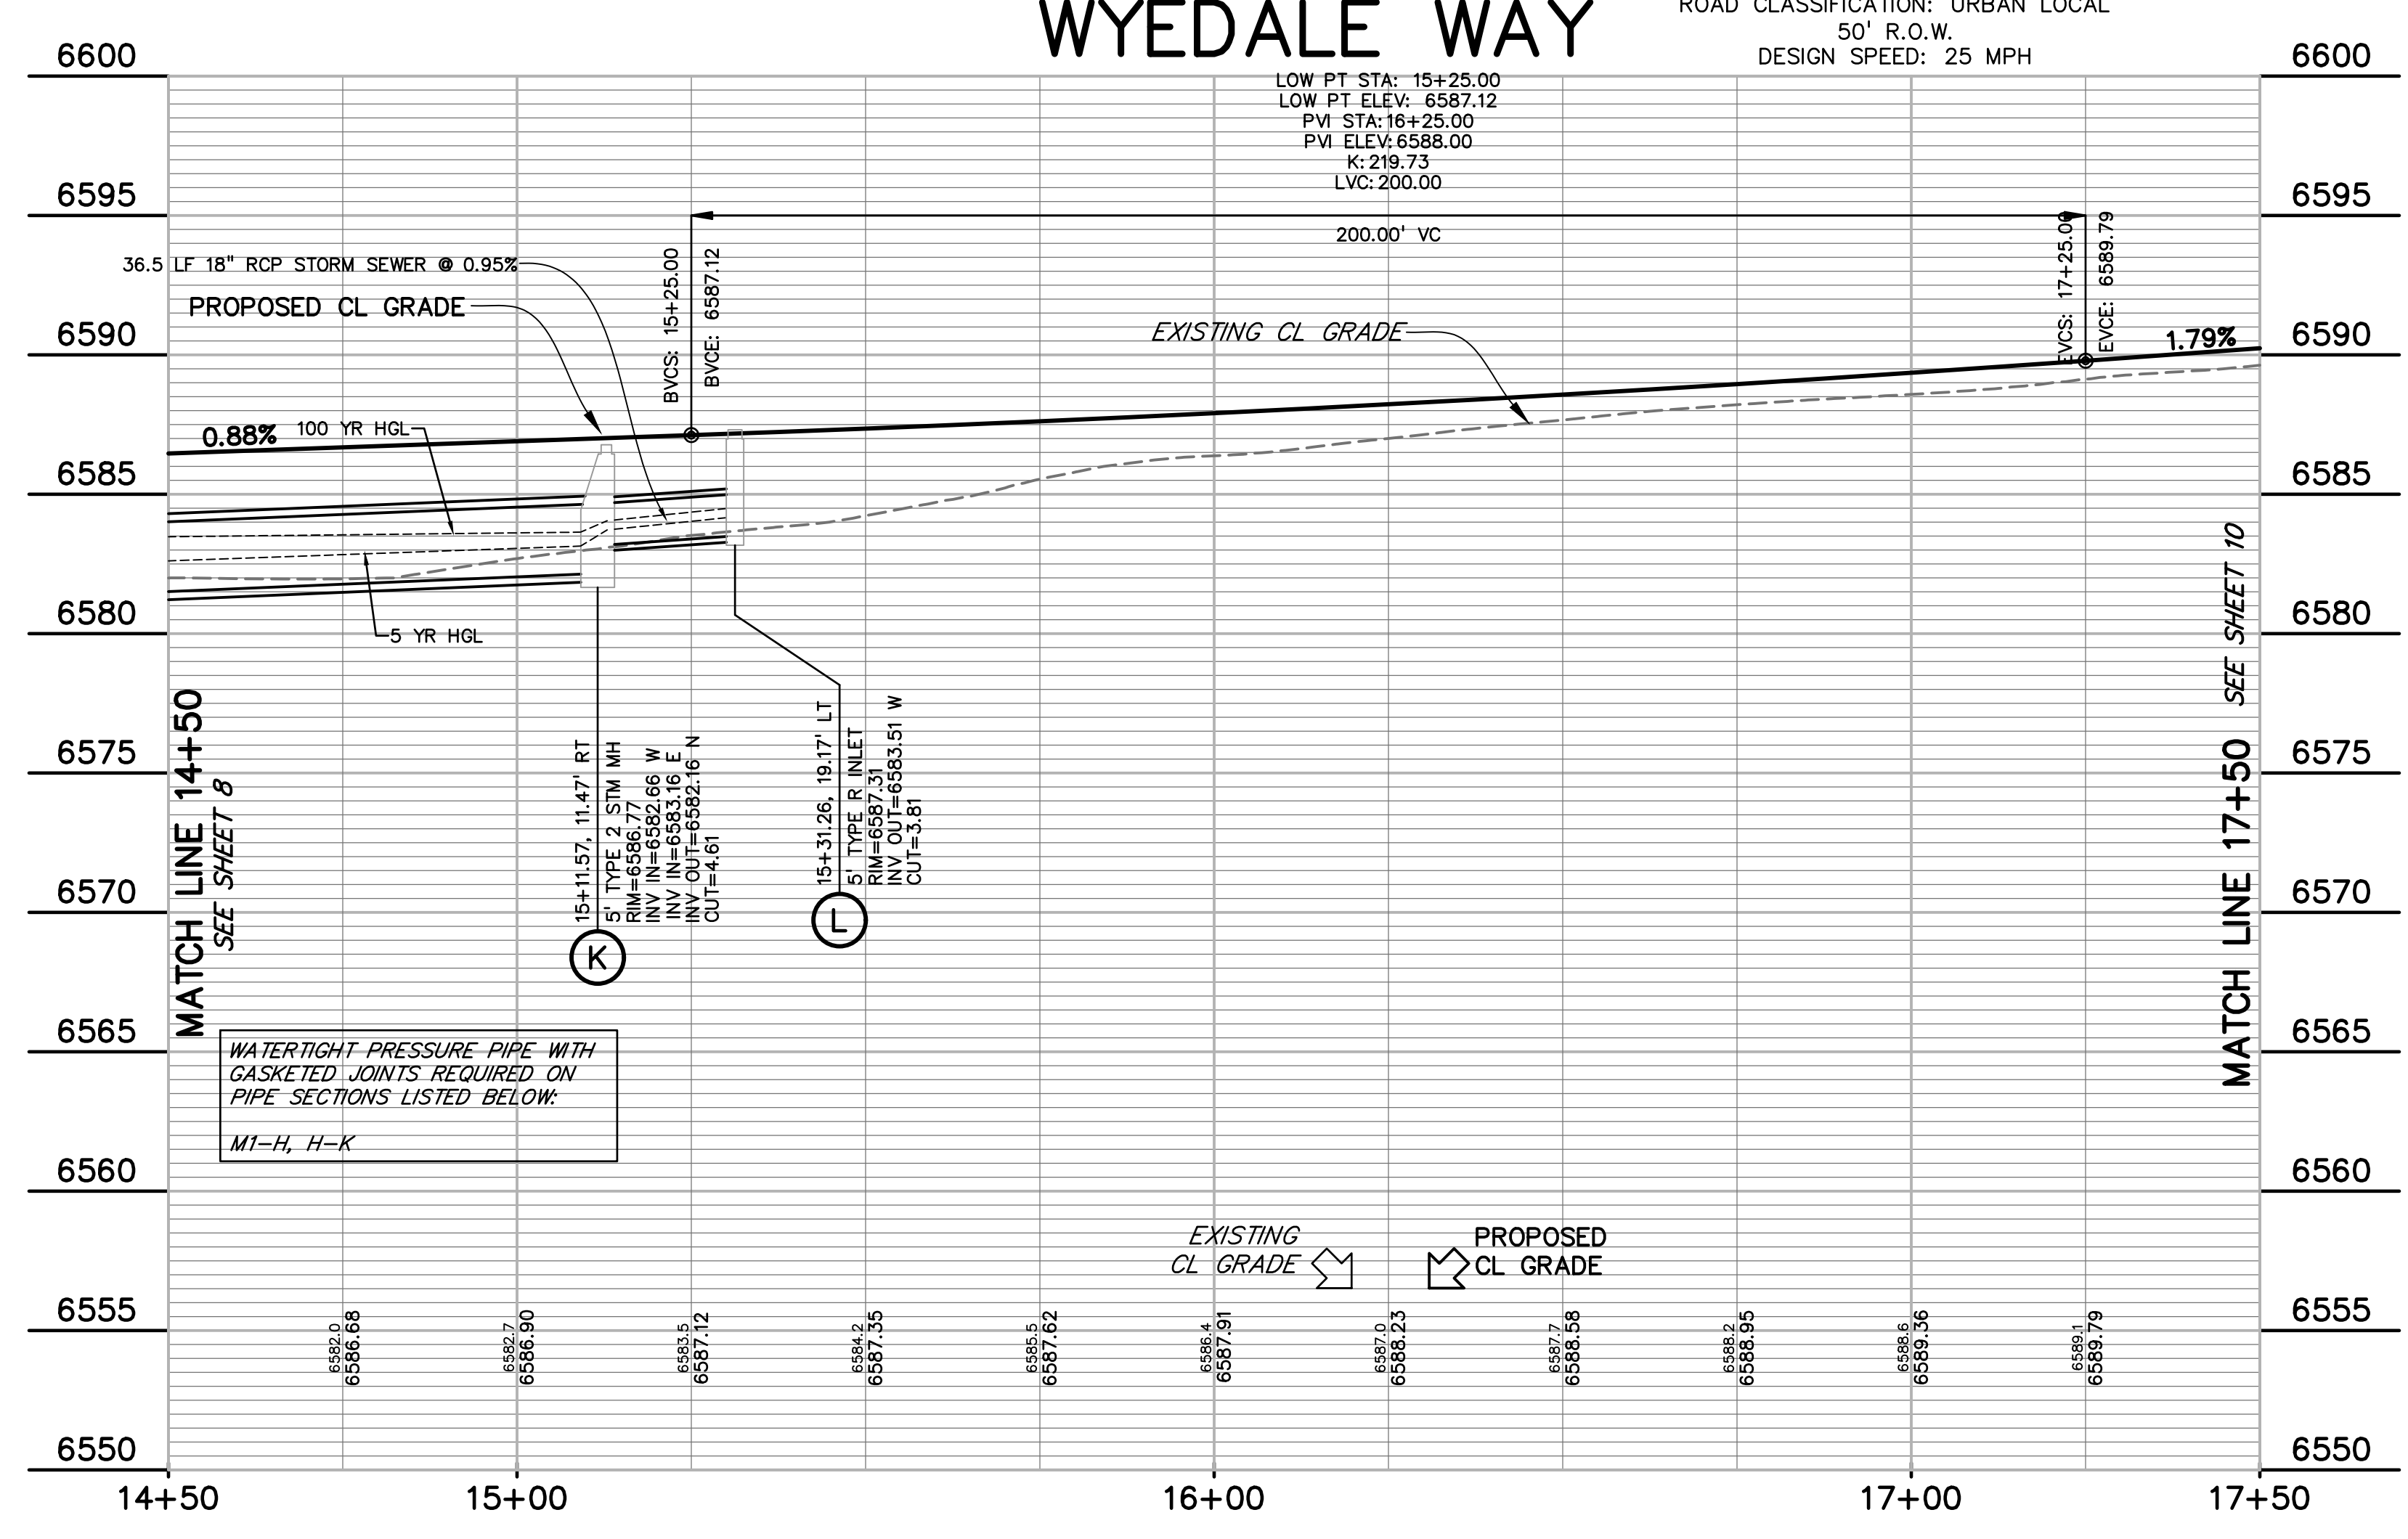 WYEDALE WAY
ROAD CLASSIFICATION: URBAN LOCAL
50' R.O.W.
DESIGN SPEED: 25 MPH
6600
6600
LOW PT STA: 15+25.00
LOW PT ELEV: 6587.12
PVI STA:16+25.00
PVI ELEV:6588.00
K:219.73
LVC:200.00
6595
6595
200.00' VC
36.5 LF 18" RCP STORM SEWER @ 0.95%
PROPOSED CL GRADE
BVCS: 15+25.00
BVCE: 6587.12
EXISTING CL GRADE
EVCS: 17+25.00
EVCE: 6589.79
1.79%
6590
6590
0.88%
100 YR HGL
6585
6585
5 YR HGL
6580
6580
MATCH LINE 14+50
SEE SHEET 8
15+11.57, 11.47' RT
5' TYPE 2 STM MH
RIM=6586.77
INV IN=6582.66 W
INV IN=6583.16 E
INV OUT=6582.16 N
CUT=4.61
K
15+31.26, 19.17' LT
5' TYPE R INLET
RIM=6587.31
INV OUT=6583.51 W
CUT=3.81
L
MATCH LINE 17+50 SEE SHEET 10
6575
6575
6570
6570
6565
6565
WATERTIGHT PRESSURE PIPE WITH
GASKETED JOINTS REQUIRED ON
PIPE SECTIONS LISTED BELOW:
M1-H, H-K
6560
6560
EXISTING
CL GRADE
PROPOSED
CL GRADE
6555
6555
6582.0
6586.68
6582.7
6586.90
6583.5
6587.12
6584.2
6587.35
6585.5
6587.62
6586.4
6587.91
6587.0
6588.23
6587.7
6588.58
6588.2
6588.95
6588.6
6589.36
6589.1
6589.79
6550
6550
14+50
15+00
16+00
17+00
17+50